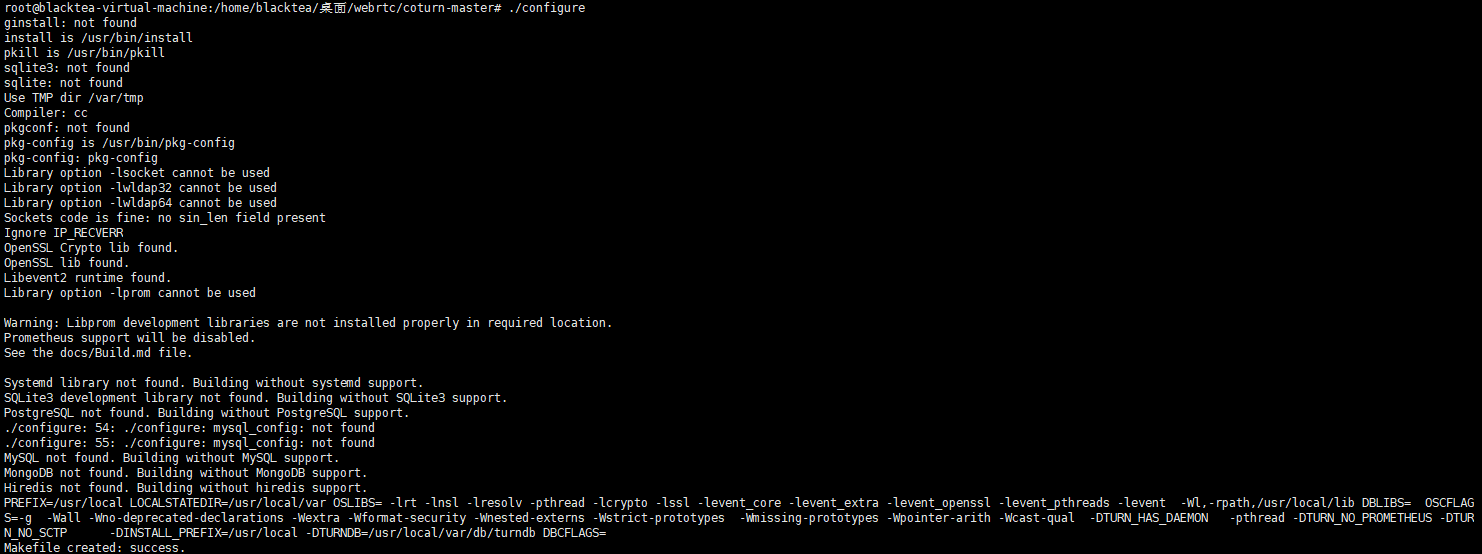 root@blacktea-virtual-machine:/home/blacktea/桌面/webrtc/coturn-master# ./configure
ginstall: not found
install is /usr/bin/install
pkill is /usr/bin/pkill
sqlite3: not found
sqlite: not found
Use TMP dir /var/tmp
Compiler: cc
pkgconf: not found
pkg-config is /usr/bin/pkg-config
pkg-config: pkg-config
Library option -lsocket cannot be used
Library option -lwldap32 cannot be used
Library option -lwldap64 cannot be used
Sockets code is fine: no sin_len field present
Ignore IP_RECVERR
OpenSSL Crypto lib found.
OpenSSL lib found.
Libevent2 runtime found.
Library option -lprom cannot be used
Warning: Libprom development libraries are not installed properly in required location.
Prometheus support will be disabled.
See the docs/Build.md file.
Systemd library not found. Building without systemd support.
SQLite3 development library not found. Building without SQLite3 support.
PostgreSQL not found. Building without PostgreSQL support.
./configure: 54: ./configure: mysql_config: not found
./configure: 55: ./configure: mysql_config: not found
MySQL not found. Building without MySQL support.
MongoDB not found. Building without MongoDB support.
Hiredis not found. Building without hiredis support.
PREFIX=/usr/local LOCALSTATEDIR=/usr/local/var OSLIBS= -lrt -lnsl -lresolv -pthread -lcrypto -lssl -levent_core -levent_extra -levent_openssl -levent_pthreads -levent  -Wl,-rpath,/usr/local/lib DBLIBS=  OSCFLAG
S=-g  -Wall -Wno-deprecated-declarations -Wextra -Wformat-security -Wnested-externs -Wstrict-prototypes  -Wmissing-prototypes -Wpointer-arith -Wcast-qual  -DTURN_HAS_DAEMON   -pthread -DTURN_NO_PROMETHEUS -DTUR
N_NO_SCTP      -DINSTALL_PREFIX=/usr/local -DTURNDB=/usr/local/var/db/turndb DBCFLAGS=
Makefile created: success.